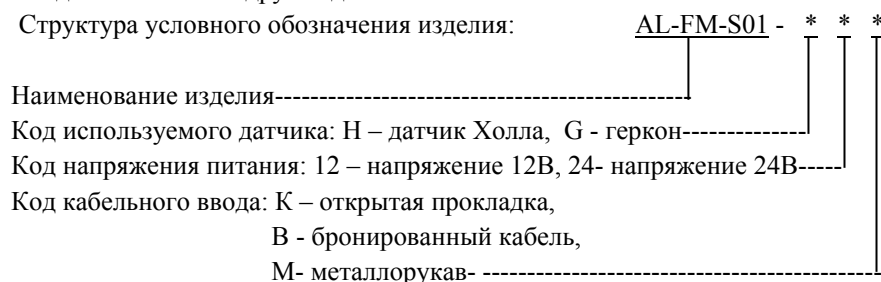 Структура условного обозначения изделия: AL-FM-S01 - * * *
Наименование изделия-----------------------------------------------
Код используемого датчика: Н – датчик Холла, G - геркон--------------
Код напряжения питания: 12 – напряжение 12В, 24- напряжение 24В-----
Код кабельного ввода: К – открытая прокладка,
В - бронированный кабель,
М- металлорукав- ---------------------------------------------